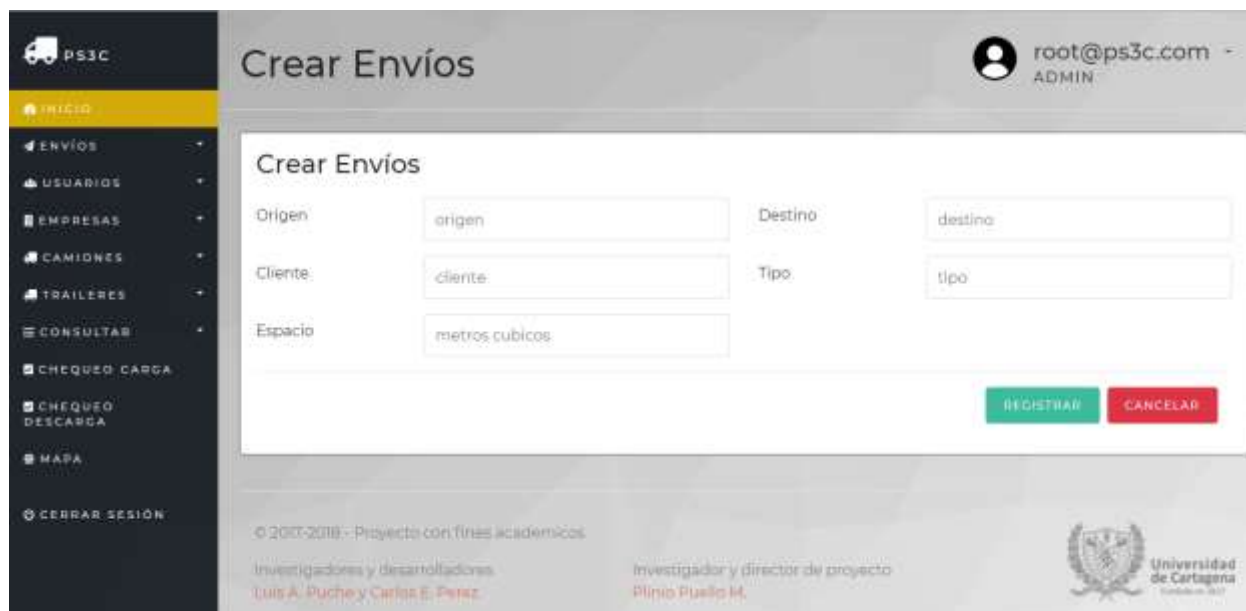 PS3C
INICIO
ENVÍOS
USUARIOS
EMPRESAS
CAMIONES
TRAILERES
CONSULTAR
CHEQUEO CARGA
CHEQUEO
DESCARGA
MAPA
CERRAR SESIÓN
Crear Envíos
root@ps3c.com
ADMIN
Crear Envíos
Origen origen Destino destino
Cliente cliente Tipo tipo
Espacio metros cubicos
REGISTRAR CANCELAR
© 2017-2018 - Proyecto con fines academicos
Investigadores y desarrolladores Investigador y director de proyecto
Luis A. Puche y Carlos E. Perez Plinio Puello M.
Universidad
de Cartagena
Fundada en 1827